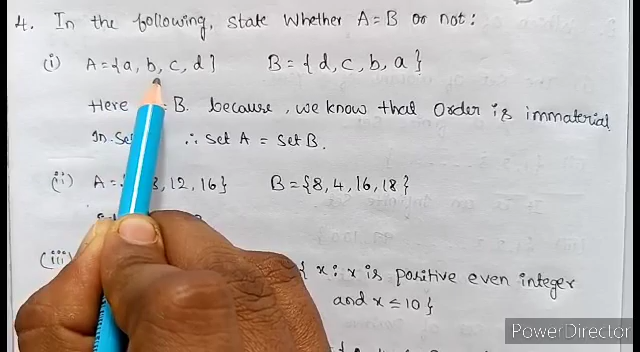 4. In the following, state whether A=B or not:
(i) A={a, b, c, d} B = {d, c, b, a}
Here = B. because, we know that Order is immaterial
In ∴ Set A = Set B.
(ii) A= , 12, 16} B={8, 4, 16, 18}
(iii) { x : x is positive even integer
and x ≤ 10}
PowerDirector